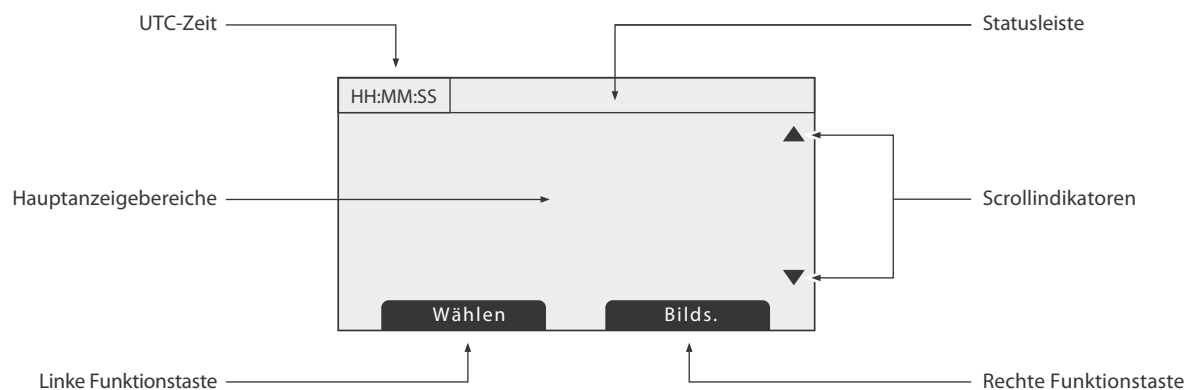 UTC-Zeit
Statusleiste
HH:MM:SS
Hauptanzeigebereiche
Scrollindikatoren
Wählen
Bilds.
Linke Funktionstaste
Rechte Funktionstaste